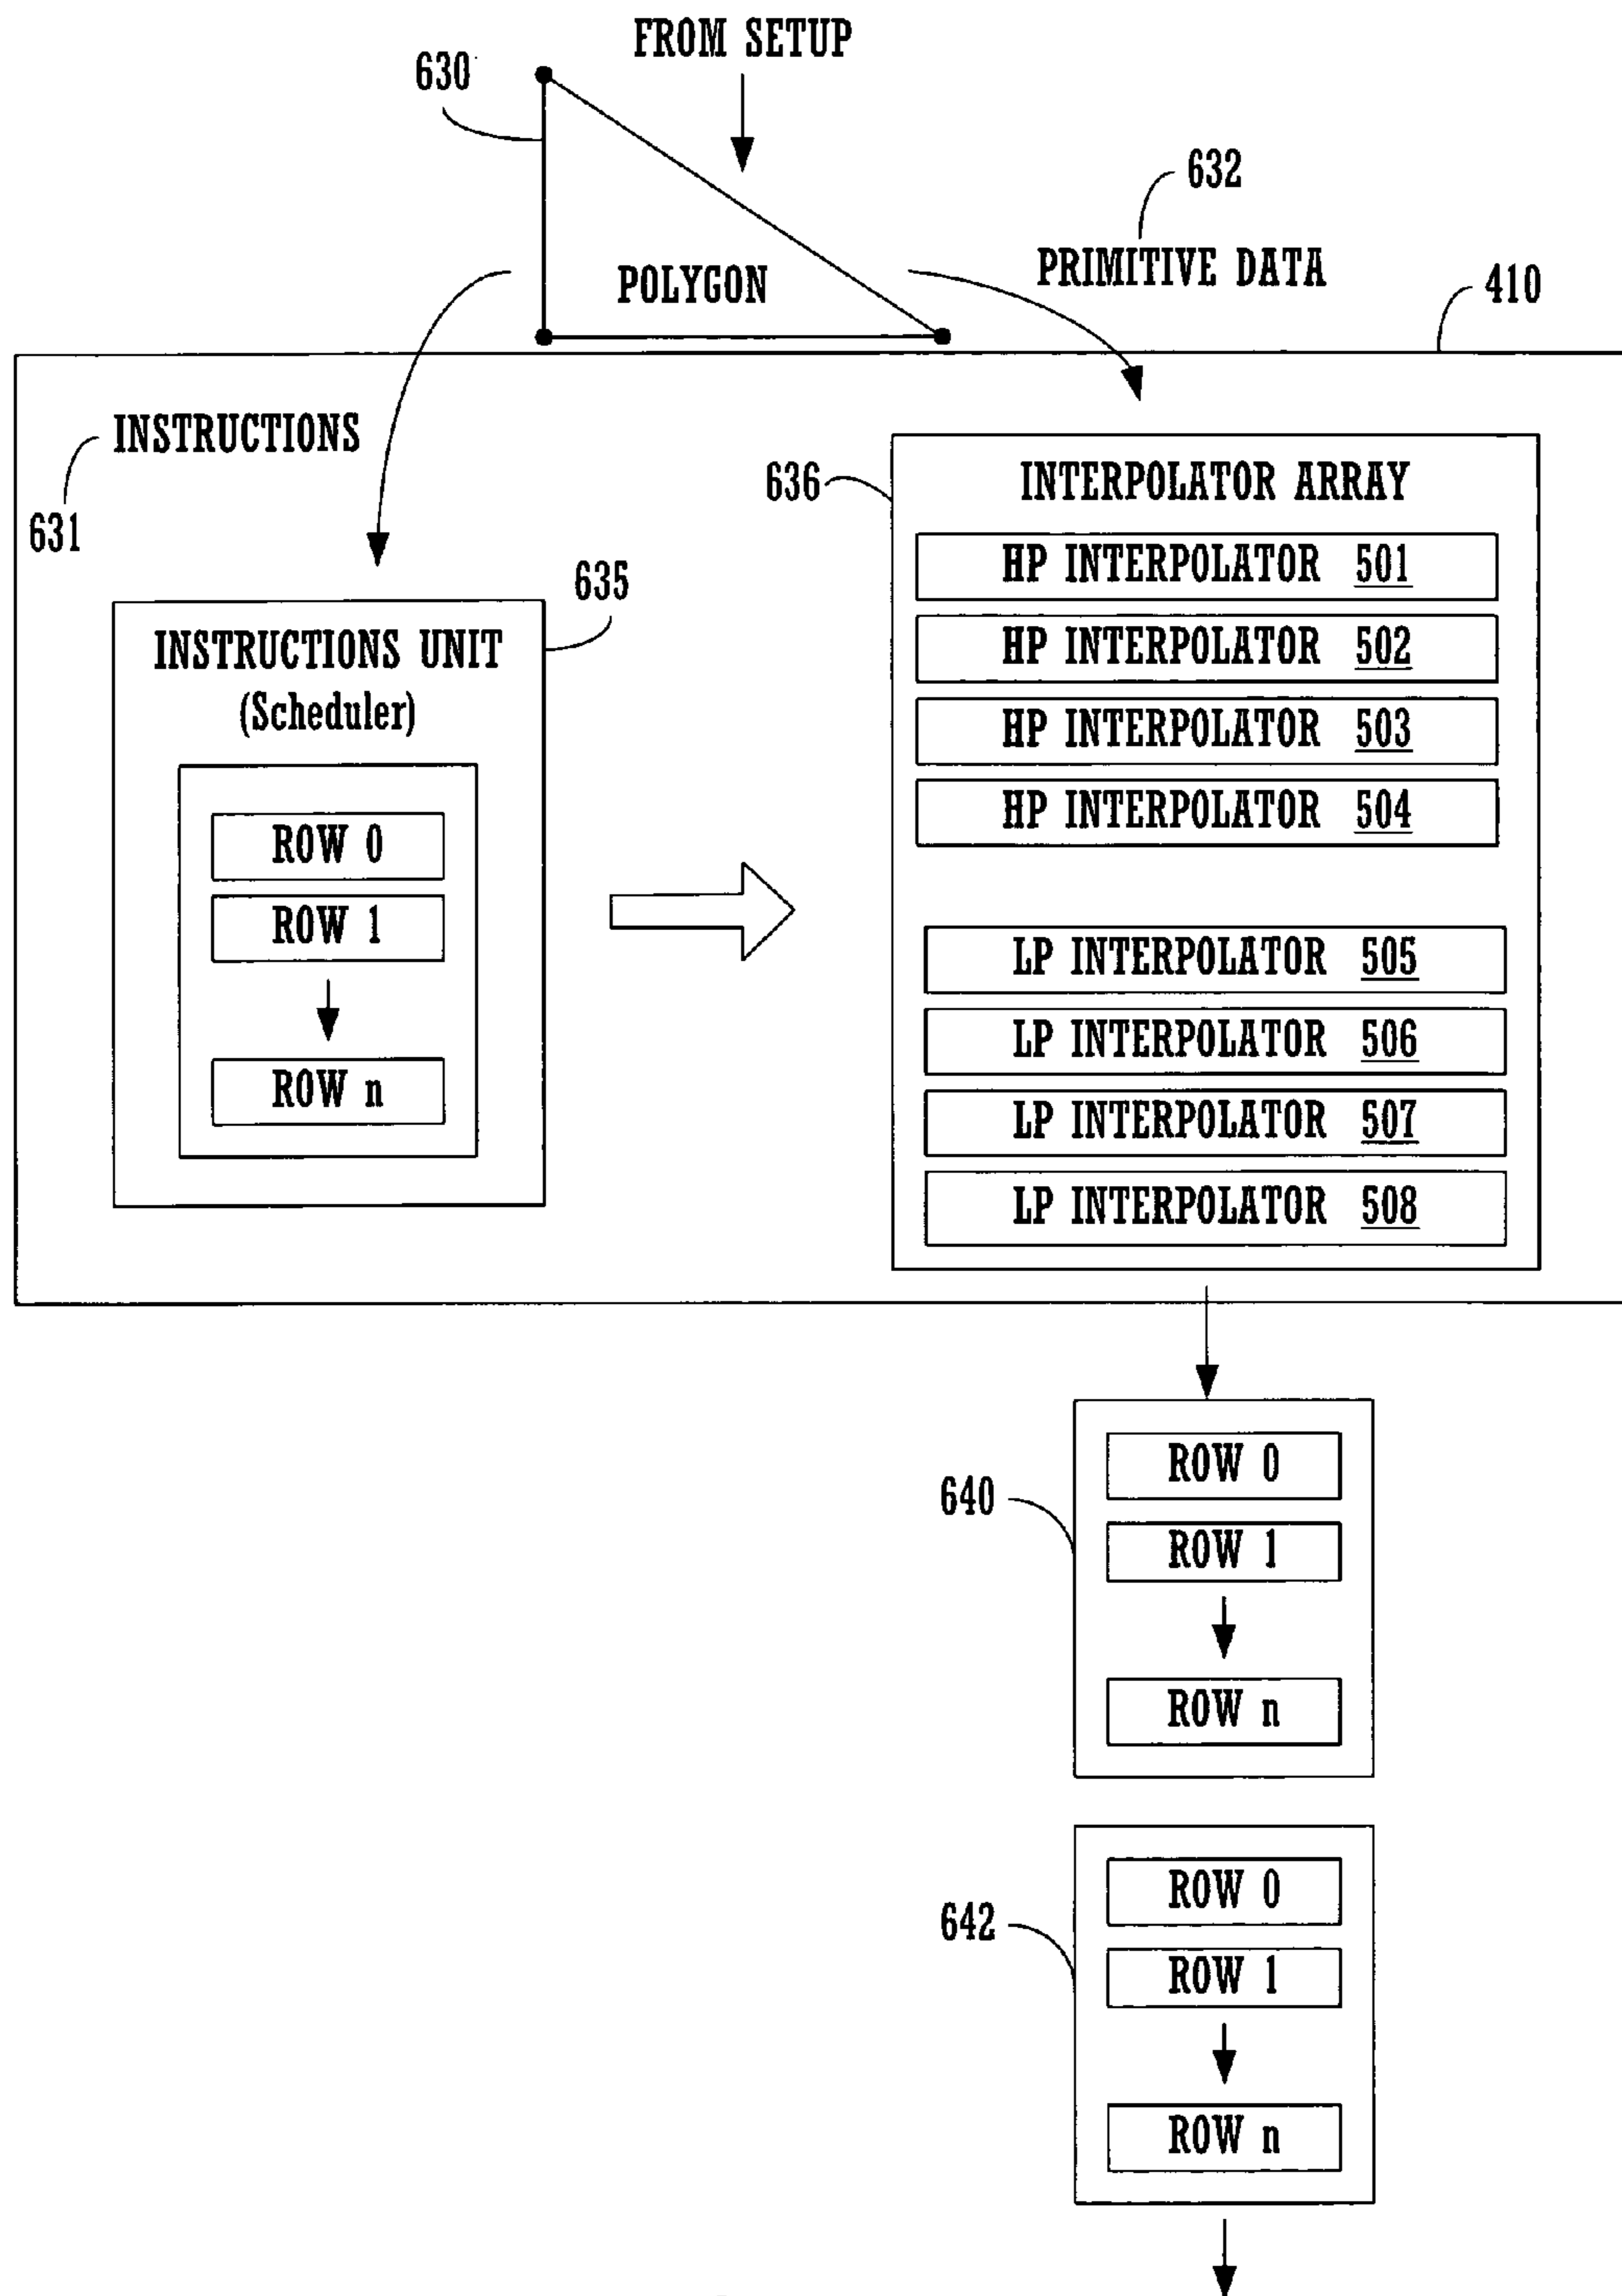 FROM SETUP
630
632
PRIMITIVE DATA
POLYGON
410
INSTRUCTIONS
631
636
INTERPOLATOR ARRAY
HP INTERPOLATOR 501
HP INTERPOLATOR 502
HP INTERPOLATOR 503
HP INTERPOLATOR 504
LP INTERPOLATOR 505
LP INTERPOLATOR 506
LP INTERPOLATOR 507
LP INTERPOLATOR 508
635
INSTRUCTIONS UNIT
(Scheduler)
ROW 0
ROW 1
ROW n
640
ROW 0
ROW 1
ROW n
642
ROW 0
ROW 1
ROW n